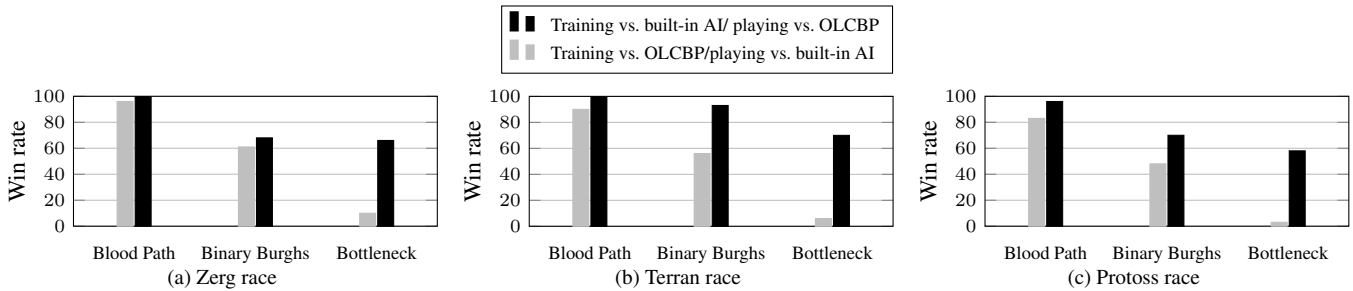 Training vs. built-in AI/ playing vs. OLCBP
Training vs. OLCBP/playing vs. built-in AI
Win rate
100
80
60
40
20
0
Blood Path Binary Burghs Bottleneck
(a) Zerg race
Win rate
100
80
60
40
20
0
Blood Path Binary Burghs Bottleneck
(b) Terran race
Win rate
100
80
60
40
20
0
Blood Path Binary Burghs Bottleneck
(c) Protoss race